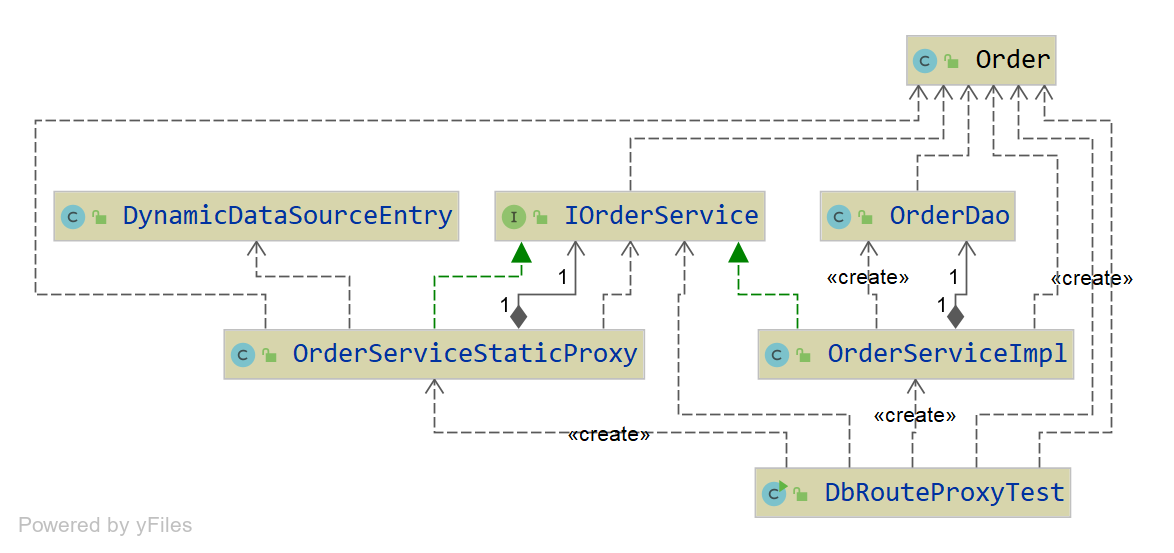 C Order
C DynamicDataSourceEntry
I IOrderService
C OrderDao
1
«create»
1
«create»
1
1
C OrderServiceStaticProxy
C OrderServiceImpl
«create»
«create»
C DbRouteProxyTest
Powered by yFiles